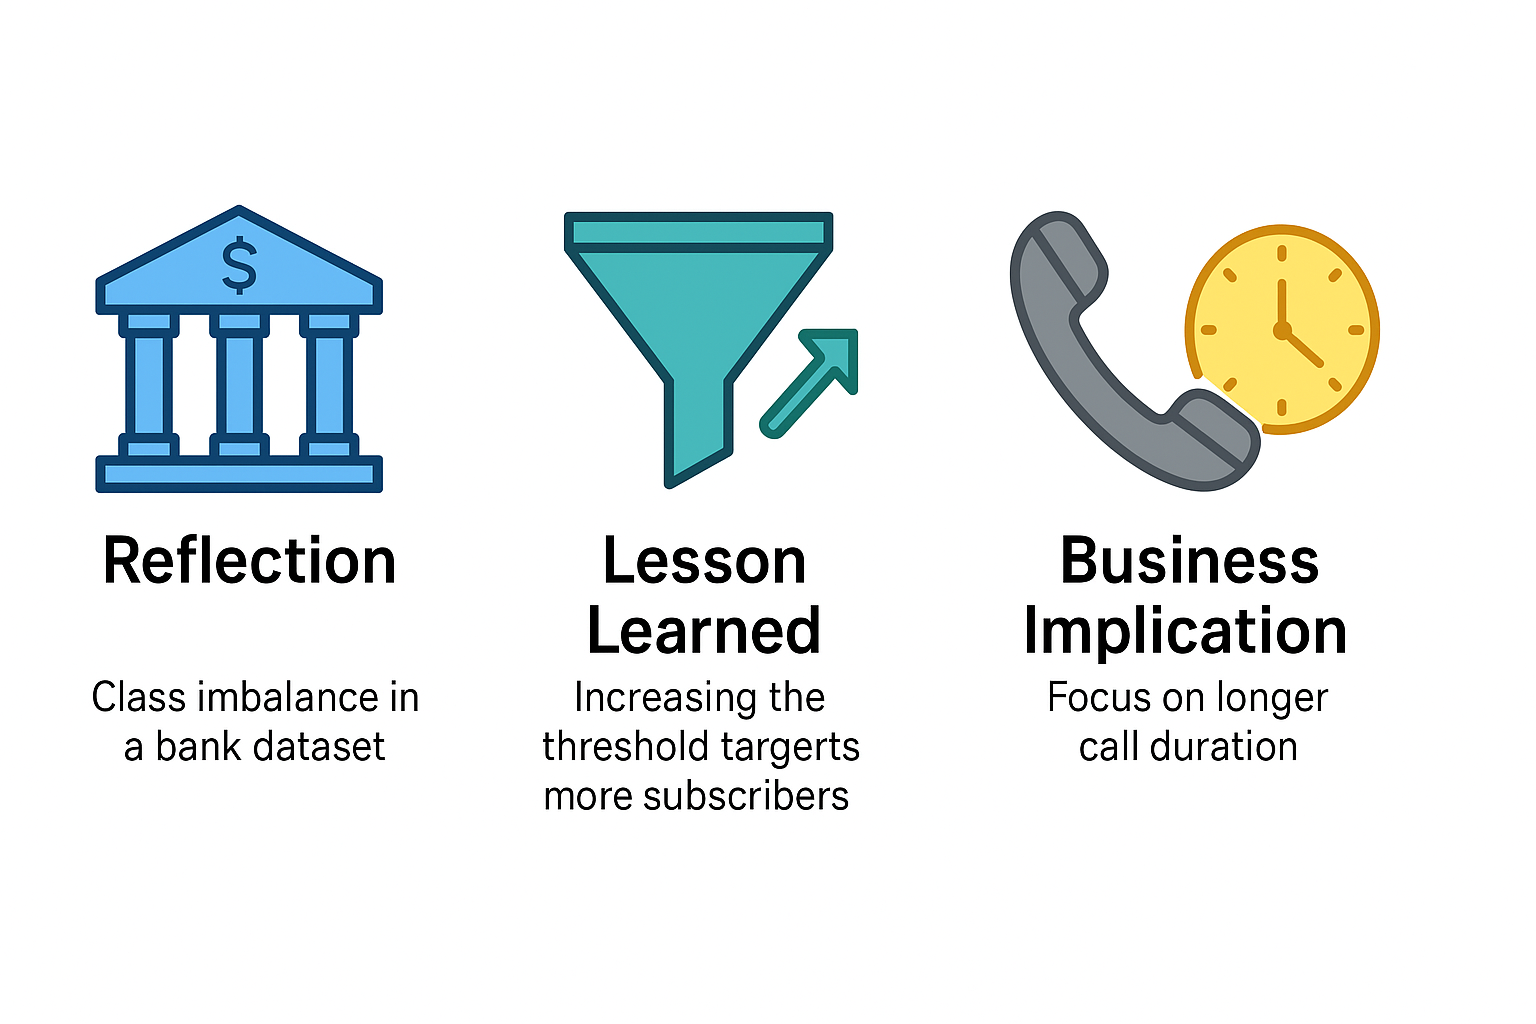 $
Reflection
Class imbalance in
a bank dataset
Lesson
Learned
Increasing the
threshold targerts
more subscribers
Business
Implication
Focus on longer
call duration